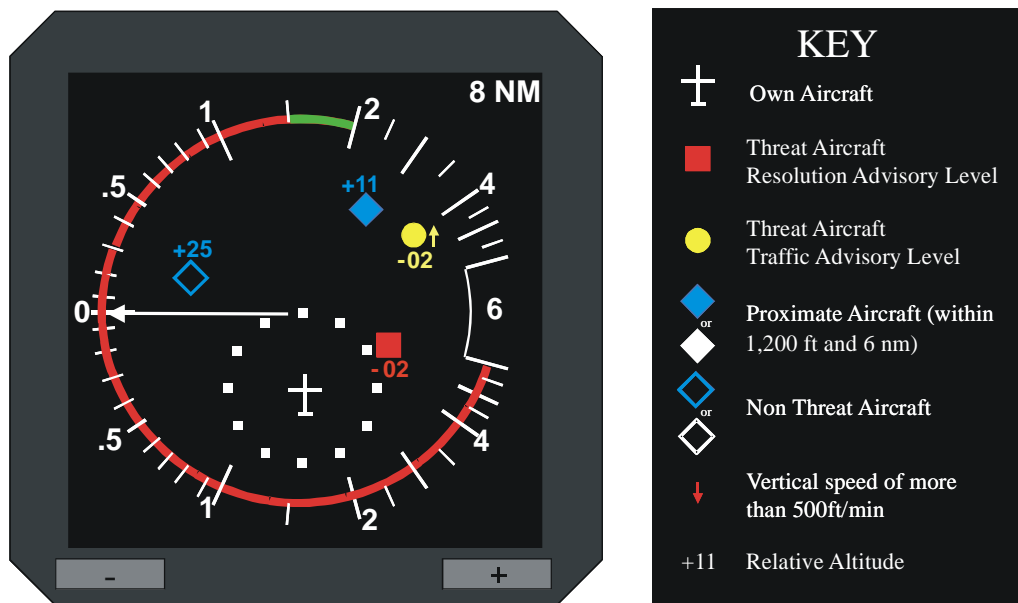 8 NM
1
2
+11
.5
4
+25
-02
0
6
-02
.5
4
1
2
-
+
KEY
Own Aircraft
Threat Aircraft
Resolution Advisory Level
Threat Aircraft
Traffic Advisory Level
or
Proximate Aircraft (within
1,200 ft and 6 nm)
or
Non Threat Aircraft
Vertical speed of more
than 500ft/min
+11 Relative Altitude